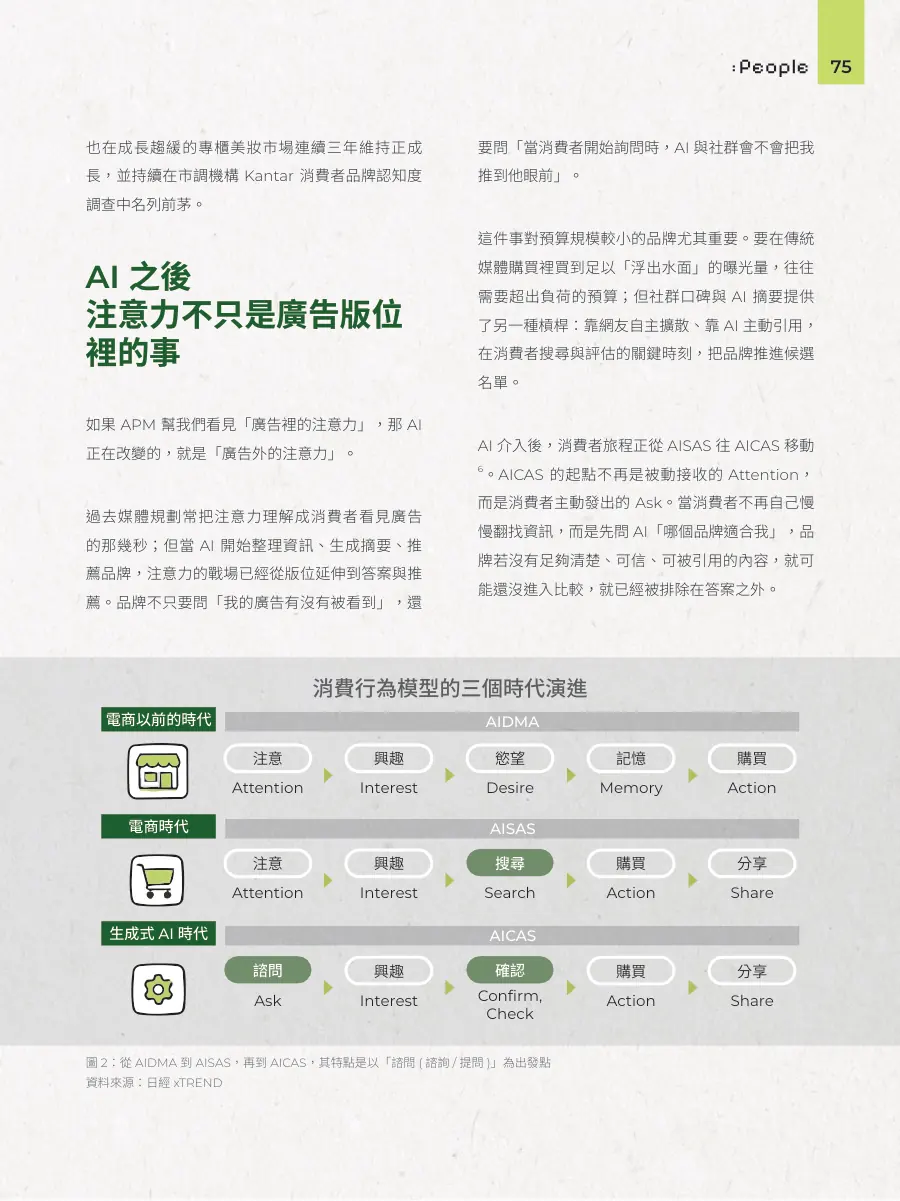 :People 75
也在成長趨緩的專櫃美妝市場連續三年維持正成
長，並持續在市調機構 Kantar 消費者品牌認知度
調查中名列前茅。
AI 之後
注意力不只是廣告版位
裡的事
如果 APM 幫我們看見「廣告裡的注意力」，那 AI
正在改變的，就是「廣告外的注意力」。
過去媒體規劃常把注意力理解成消費者看見廣告
的那幾秒；但當 AI 開始整理資訊、生成摘要、推
薦品牌，注意力的戰場已經從版位延伸到答案與推
薦。品牌不只要問「我的廣告有沒有被看到」，還
要問「當消費者開始詢問時，AI 與社群會不會把我
推到他眼前」。
這件事對預算規模較小的品牌尤其重要。要在傳統
媒體購買裡買到足以「浮出水面」的曝光量，往往
需要超出負荷的預算；但社群口碑與 AI 摘要提供
了另一種槓桿：靠網友自主擴散、靠 AI 主動引用，
在消費者搜尋與評估的關鍵時刻，把品牌推進候選
名單。
AI 介入後，消費者旅程正從 AISAS 往 AICAS 移動
6。AICAS 的起點不再是被動接收的 Attention，
而是消費者主動發出的 Ask。當消費者不再自己慢
慢翻找資訊，而是先問 AI「哪個品牌適合我」，品
牌若沒有足夠清楚、可信、可被引用的內容，就可
能還沒進入比較，就已經被排除在答案之外。
消費行為模型的三個時代演進
電商以前的時代 AIDMA
注意 興趣 慾望 記憶 購買
Attention Interest Desire Memory Action
電商時代 AISAS
注意 興趣 搜尋 購買 分享
Attention Interest Search Action Share
生成式 AI 時代 AICAS
諮問 興趣 確認 購買 分享
Ask Interest Confirm, Action Share
Check
圖 2：從 AIDMA 到 AISAS，再到 AICAS，其特點是以「諮問 ( 諮詢 / 提問 )」為出發點
資料來源：日經 xTREND